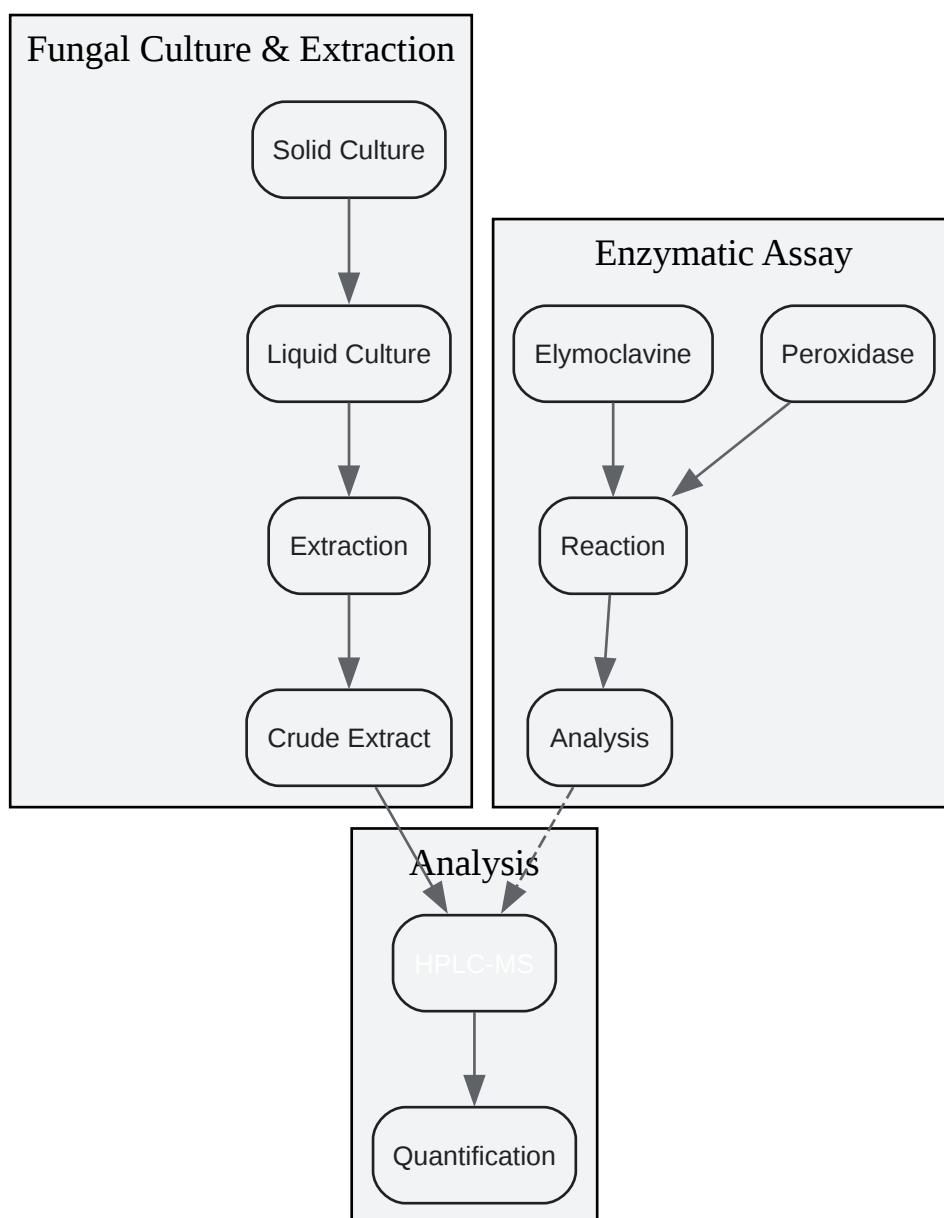 Fungal Culture & Extraction
Solid Culture
Liquid Culture
Extraction
Crude Extract
Enzymatic Assay
Elymoclavine
Peroxidase
Reaction
Analysis
Analysis
HPLC-MS
Quantification